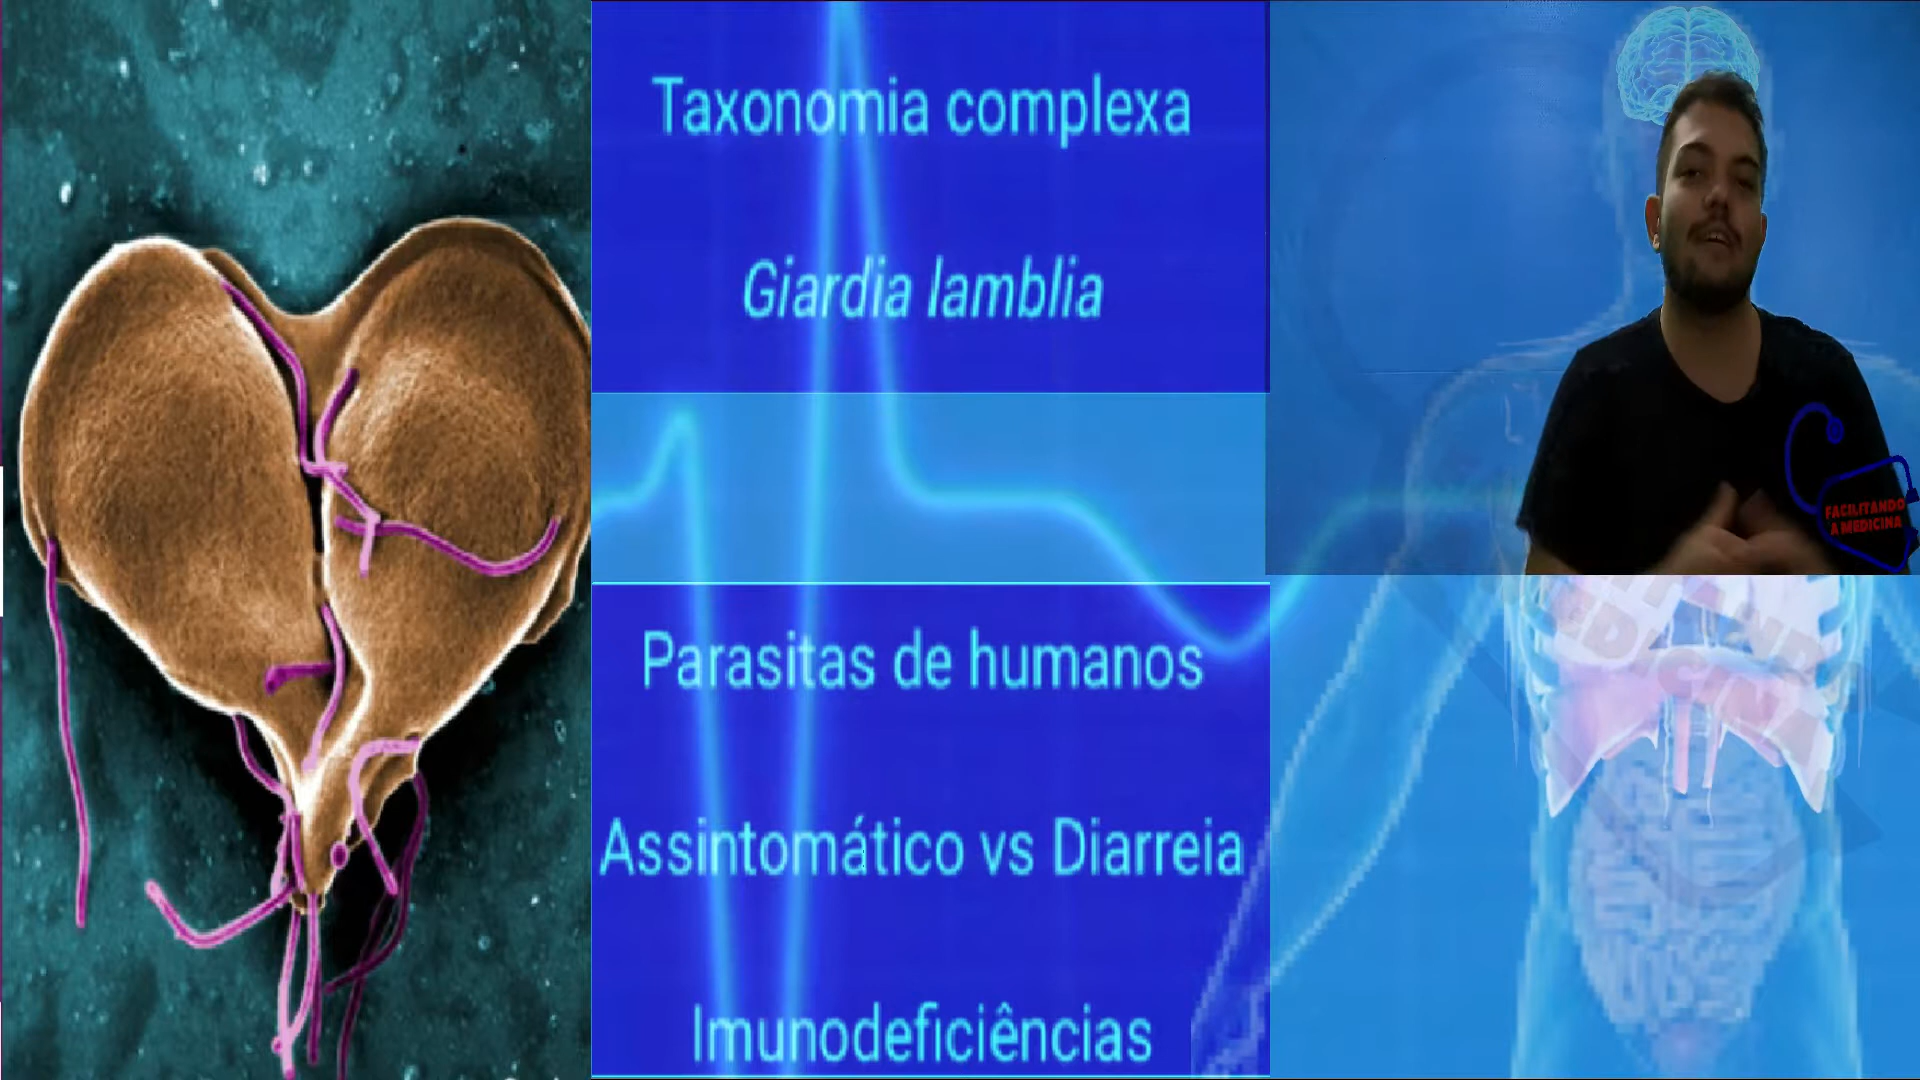 Taxonomia complexa
Giardia lamblia
Parasitas de humanos
Assintomático vs Diarreia
Imunodeficiências
FACILITANDO
A MEDICINA